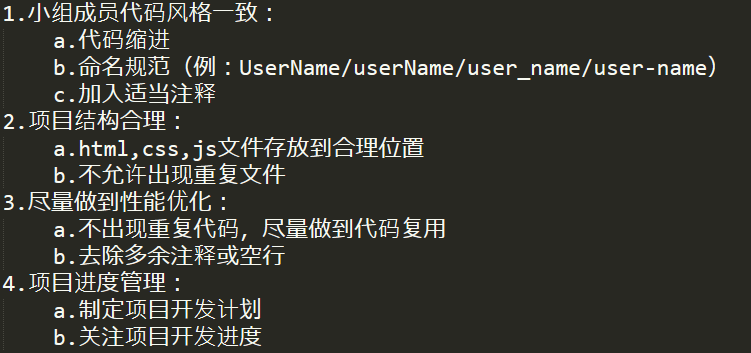 1.小组成员代码风格一致：
a.代码缩进
b.命名规范（例：UserName/userName/user_name/user-name）
c.加入适当注释
2.项目结构合理：
a.html,css,js文件存放到合理位置
b.不允许出现重复文件
3.尽量做到性能优化：
a.不出现重复代码，尽量做到代码复用
b.去除多余注释或空行
4.项目进度管理：
a.制定项目开发计划
b.关注项目开发进度